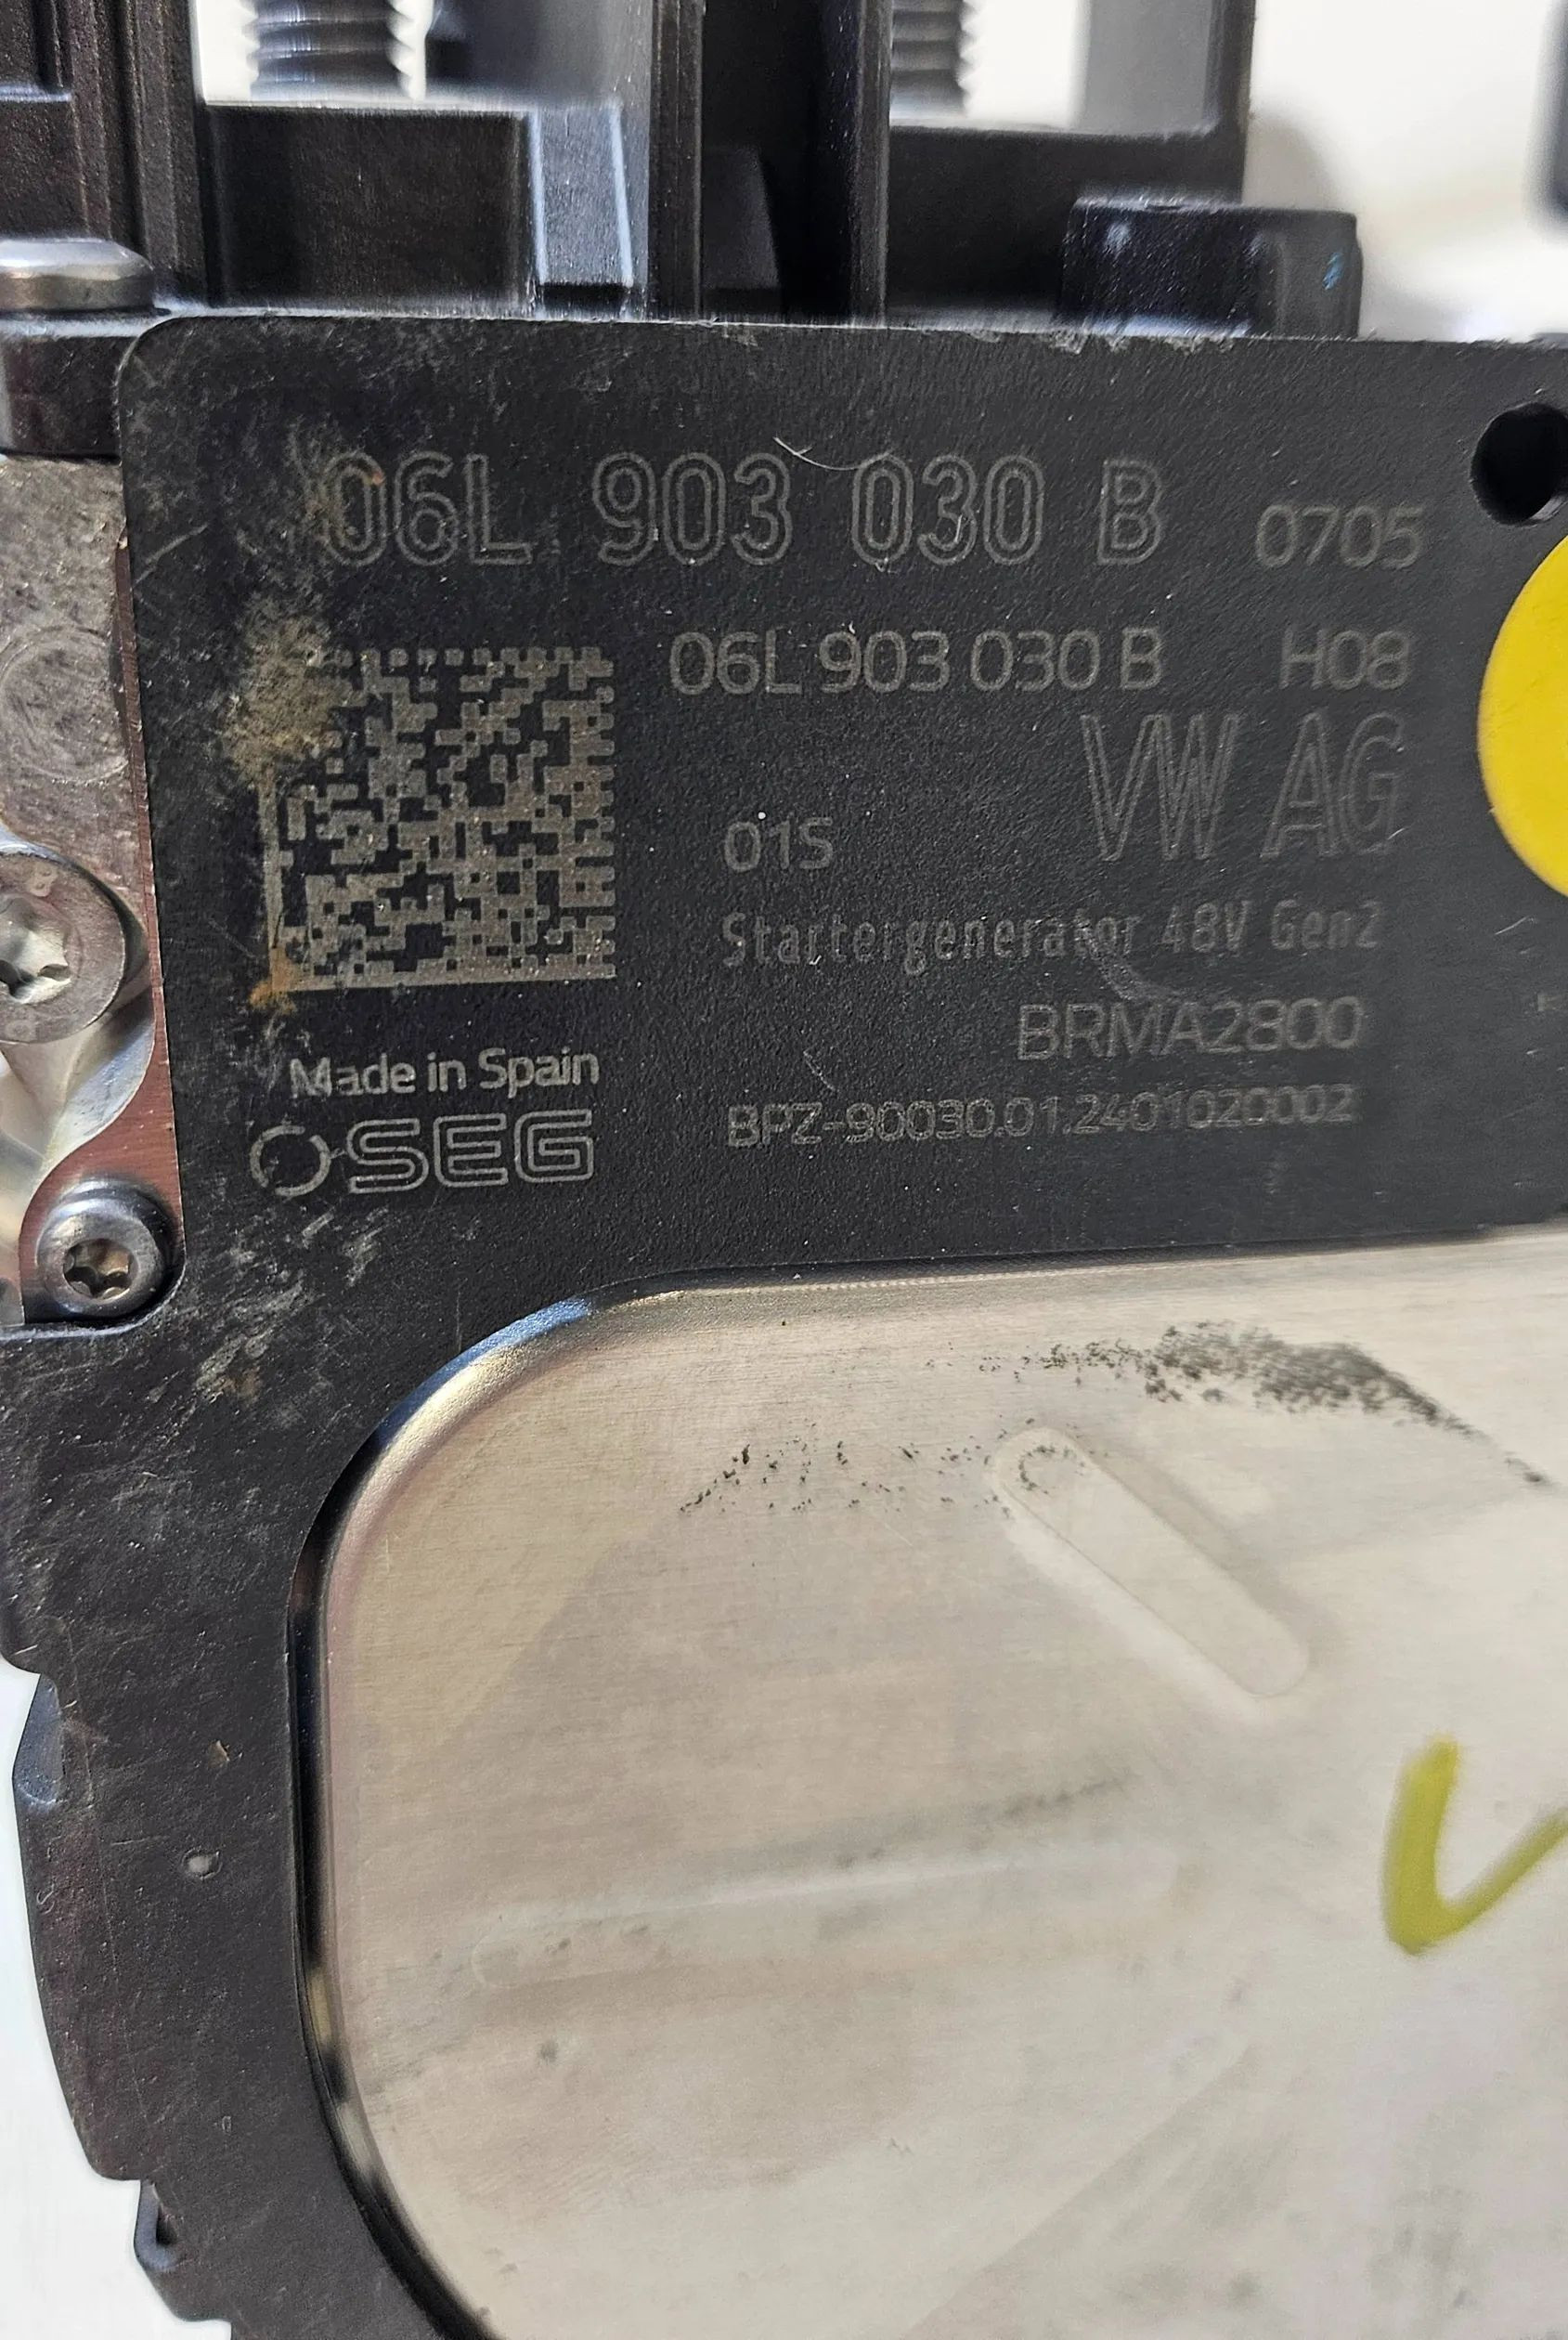 06L 903 030 B 0705
06L 903 030 B H08
VW AG
01S
Startergenerator 48V Gen2
BRMA2800
Made in Spain
BPZ-90030.01.2401020002
SEG